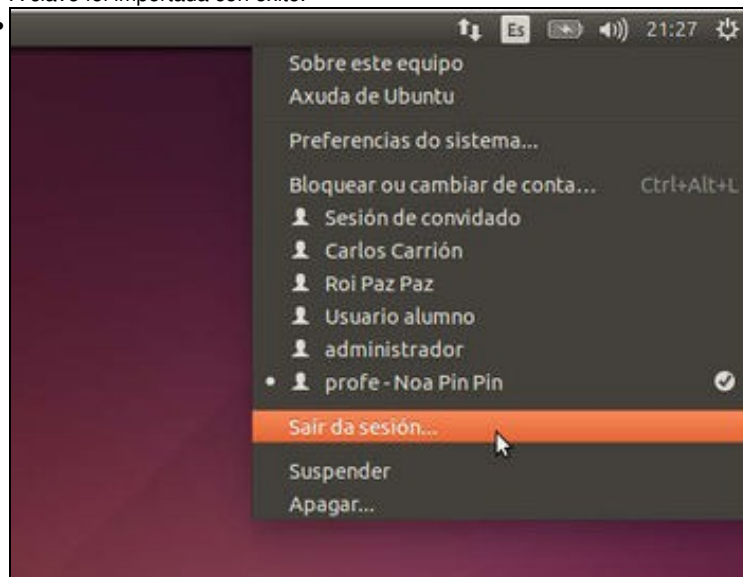 Es 21:27
Sobre este equipo
Axuda de Ubuntu
Preferencias do sistema...
Bloquear ou cambiar de conta... Ctrl+Alt+L
Sesión de convidado
Carlos Carrión
Roi Paz Paz
Usuario alumno
administrador
profe - Noa Pin Pin
Saír da sesión...
Suspender
Apagar...